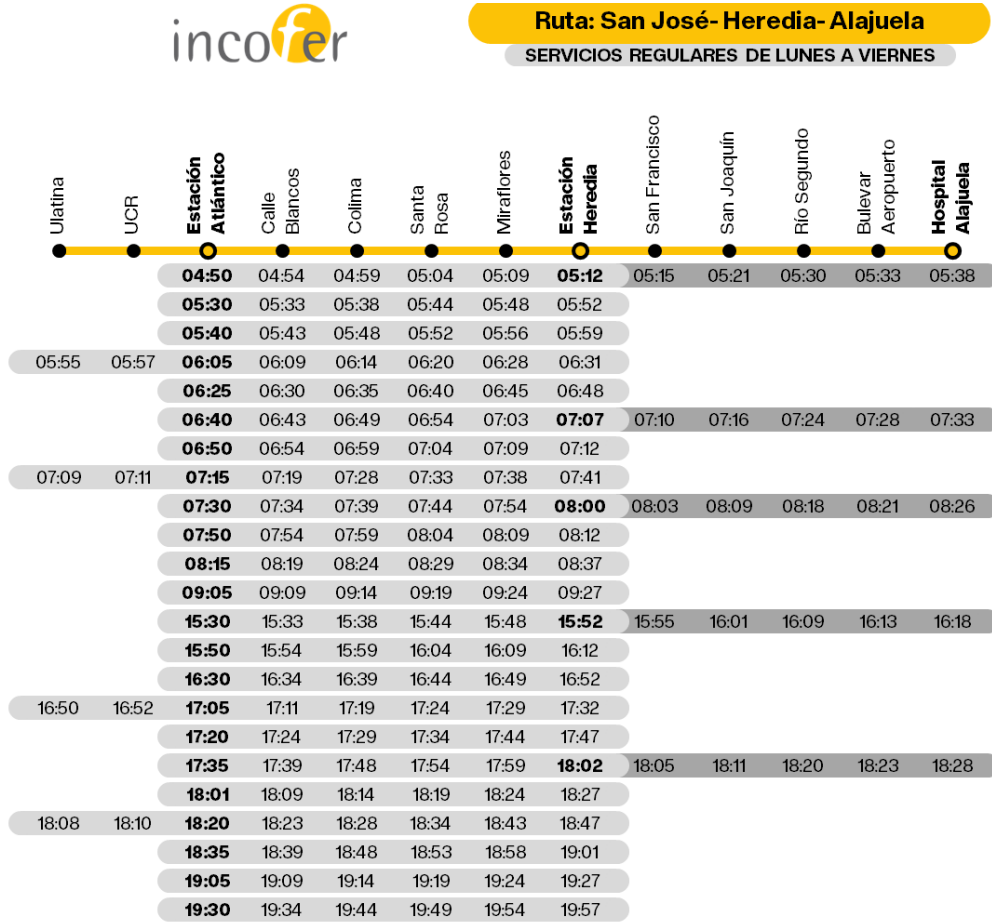 incofer
Ruta: San José- Heredia- Alajuela
SERVICIOS REGULARES DE LUNES A VIERNES
Ulatina
UCR
Estación
Atlántico
Calle
Blancos
Colima
Santa
Rosa
Miraflores
Estación
Heredia
San Francisco
San Joaquín
Río Segundo
Bulevar
Aeropuerto
Hospital
Alajuela
04:50 04:54 04:59 05:04 05:09 05:12 05:15 05:21 05:30 05:33 05:38
05:30 05:33 05:38 05:44 05:48 05:52
05:40 05:43 05:48 05:52 05:56 05:59
05:55 05:57 06:05 06:09 06:14 06:20 06:28 06:31
06:25 06:30 06:35 06:40 06:45 06:48
06:40 06:43 06:49 06:54 07:03 07:07 07:10 07:16 07:24 07:28 07:33
06:50 06:54 06:59 07:04 07:09 07:12
07:09 07:11 07:15 07:19 07:28 07:33 07:38 07:41
07:30 07:34 07:39 07:44 07:54 08:00 08:03 08:09 08:18 08:21 08:26
07:50 07:54 07:59 08:04 08:09 08:12
08:15 08:19 08:24 08:29 08:34 08:37
09:05 09:09 09:14 09:19 09:24 09:27
15:30 15:33 15:38 15:44 15:48 15:52 15:55 16:01 16:09 16:13 16:18
15:50 15:54 15:59 16:04 16:09 16:12
16:30 16:34 16:39 16:44 16:49 16:52
16:50 16:52 17:05 17:11 17:19 17:24 17:29 17:32
17:20 17:24 17:29 17:34 17:44 17:47
17:35 17:39 17:48 17:54 17:59 18:02 18:05 18:11 18:20 18:23 18:28
18:01 18:09 18:14 18:19 18:24 18:27
18:08 18:10 18:20 18:23 18:28 18:34 18:43 18:47
18:35 18:39 18:48 18:53 18:58 19:01
19:05 19:09 19:14 19:19 19:24 19:27
19:30 19:34 19:44 19:49 19:54 19:57